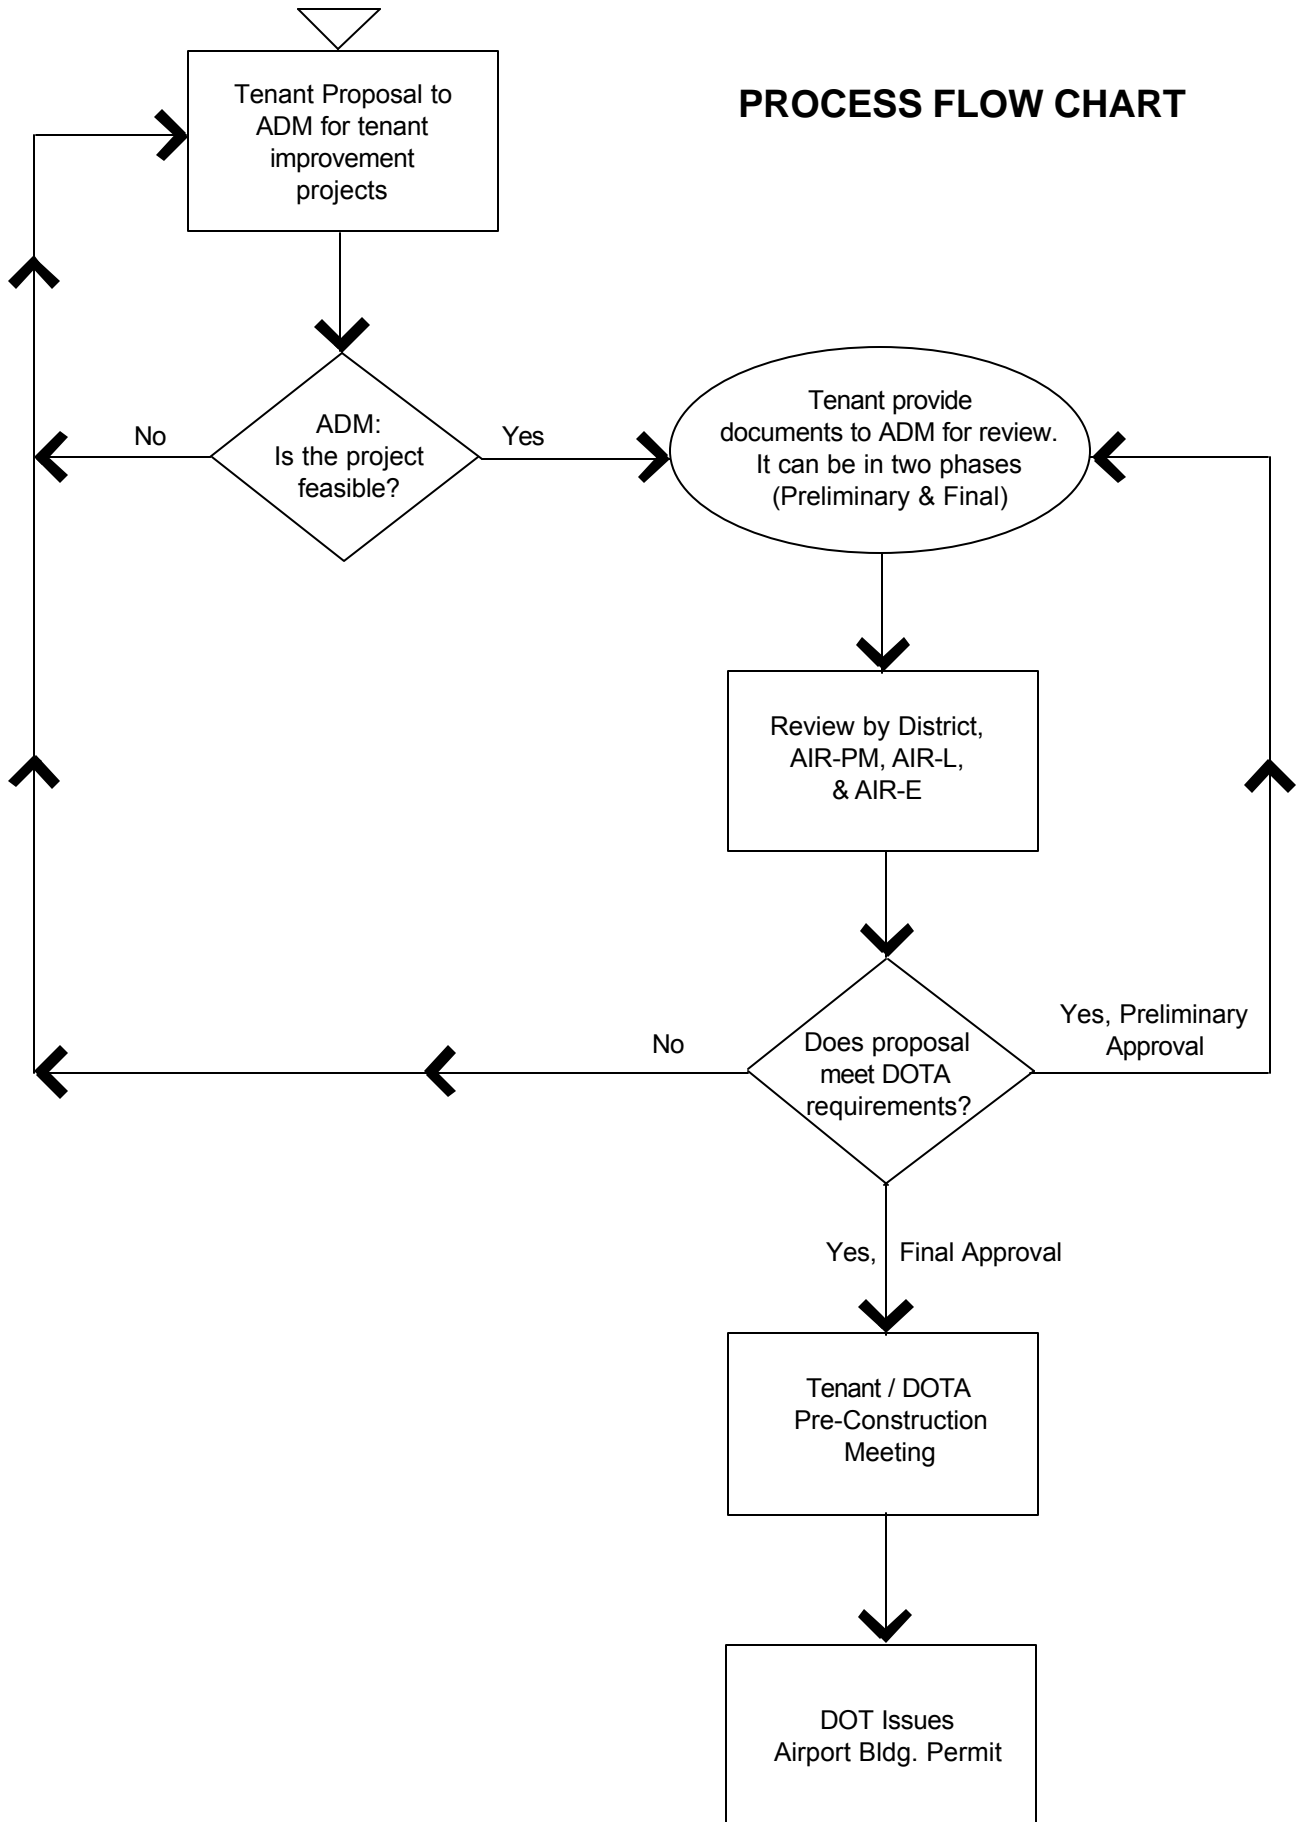 PROCESS FLOW CHART
Tenant Proposal to
ADM for tenant
improvement
projects
No
ADM:
Is the project
feasible?
Yes
Tenant provide
documents to ADM for review.
It can be in two phases
(Preliminary & Final)
Review by District,
AIR-PM, AIR-L,
& AIR-E
No
Does proposal
meet DOTA
requirements?
Yes, Preliminary
Approval
Yes, Final Approval
Tenant / DOTA
Pre-Construction
Meeting
DOT Issues
Airport Bldg. Permit